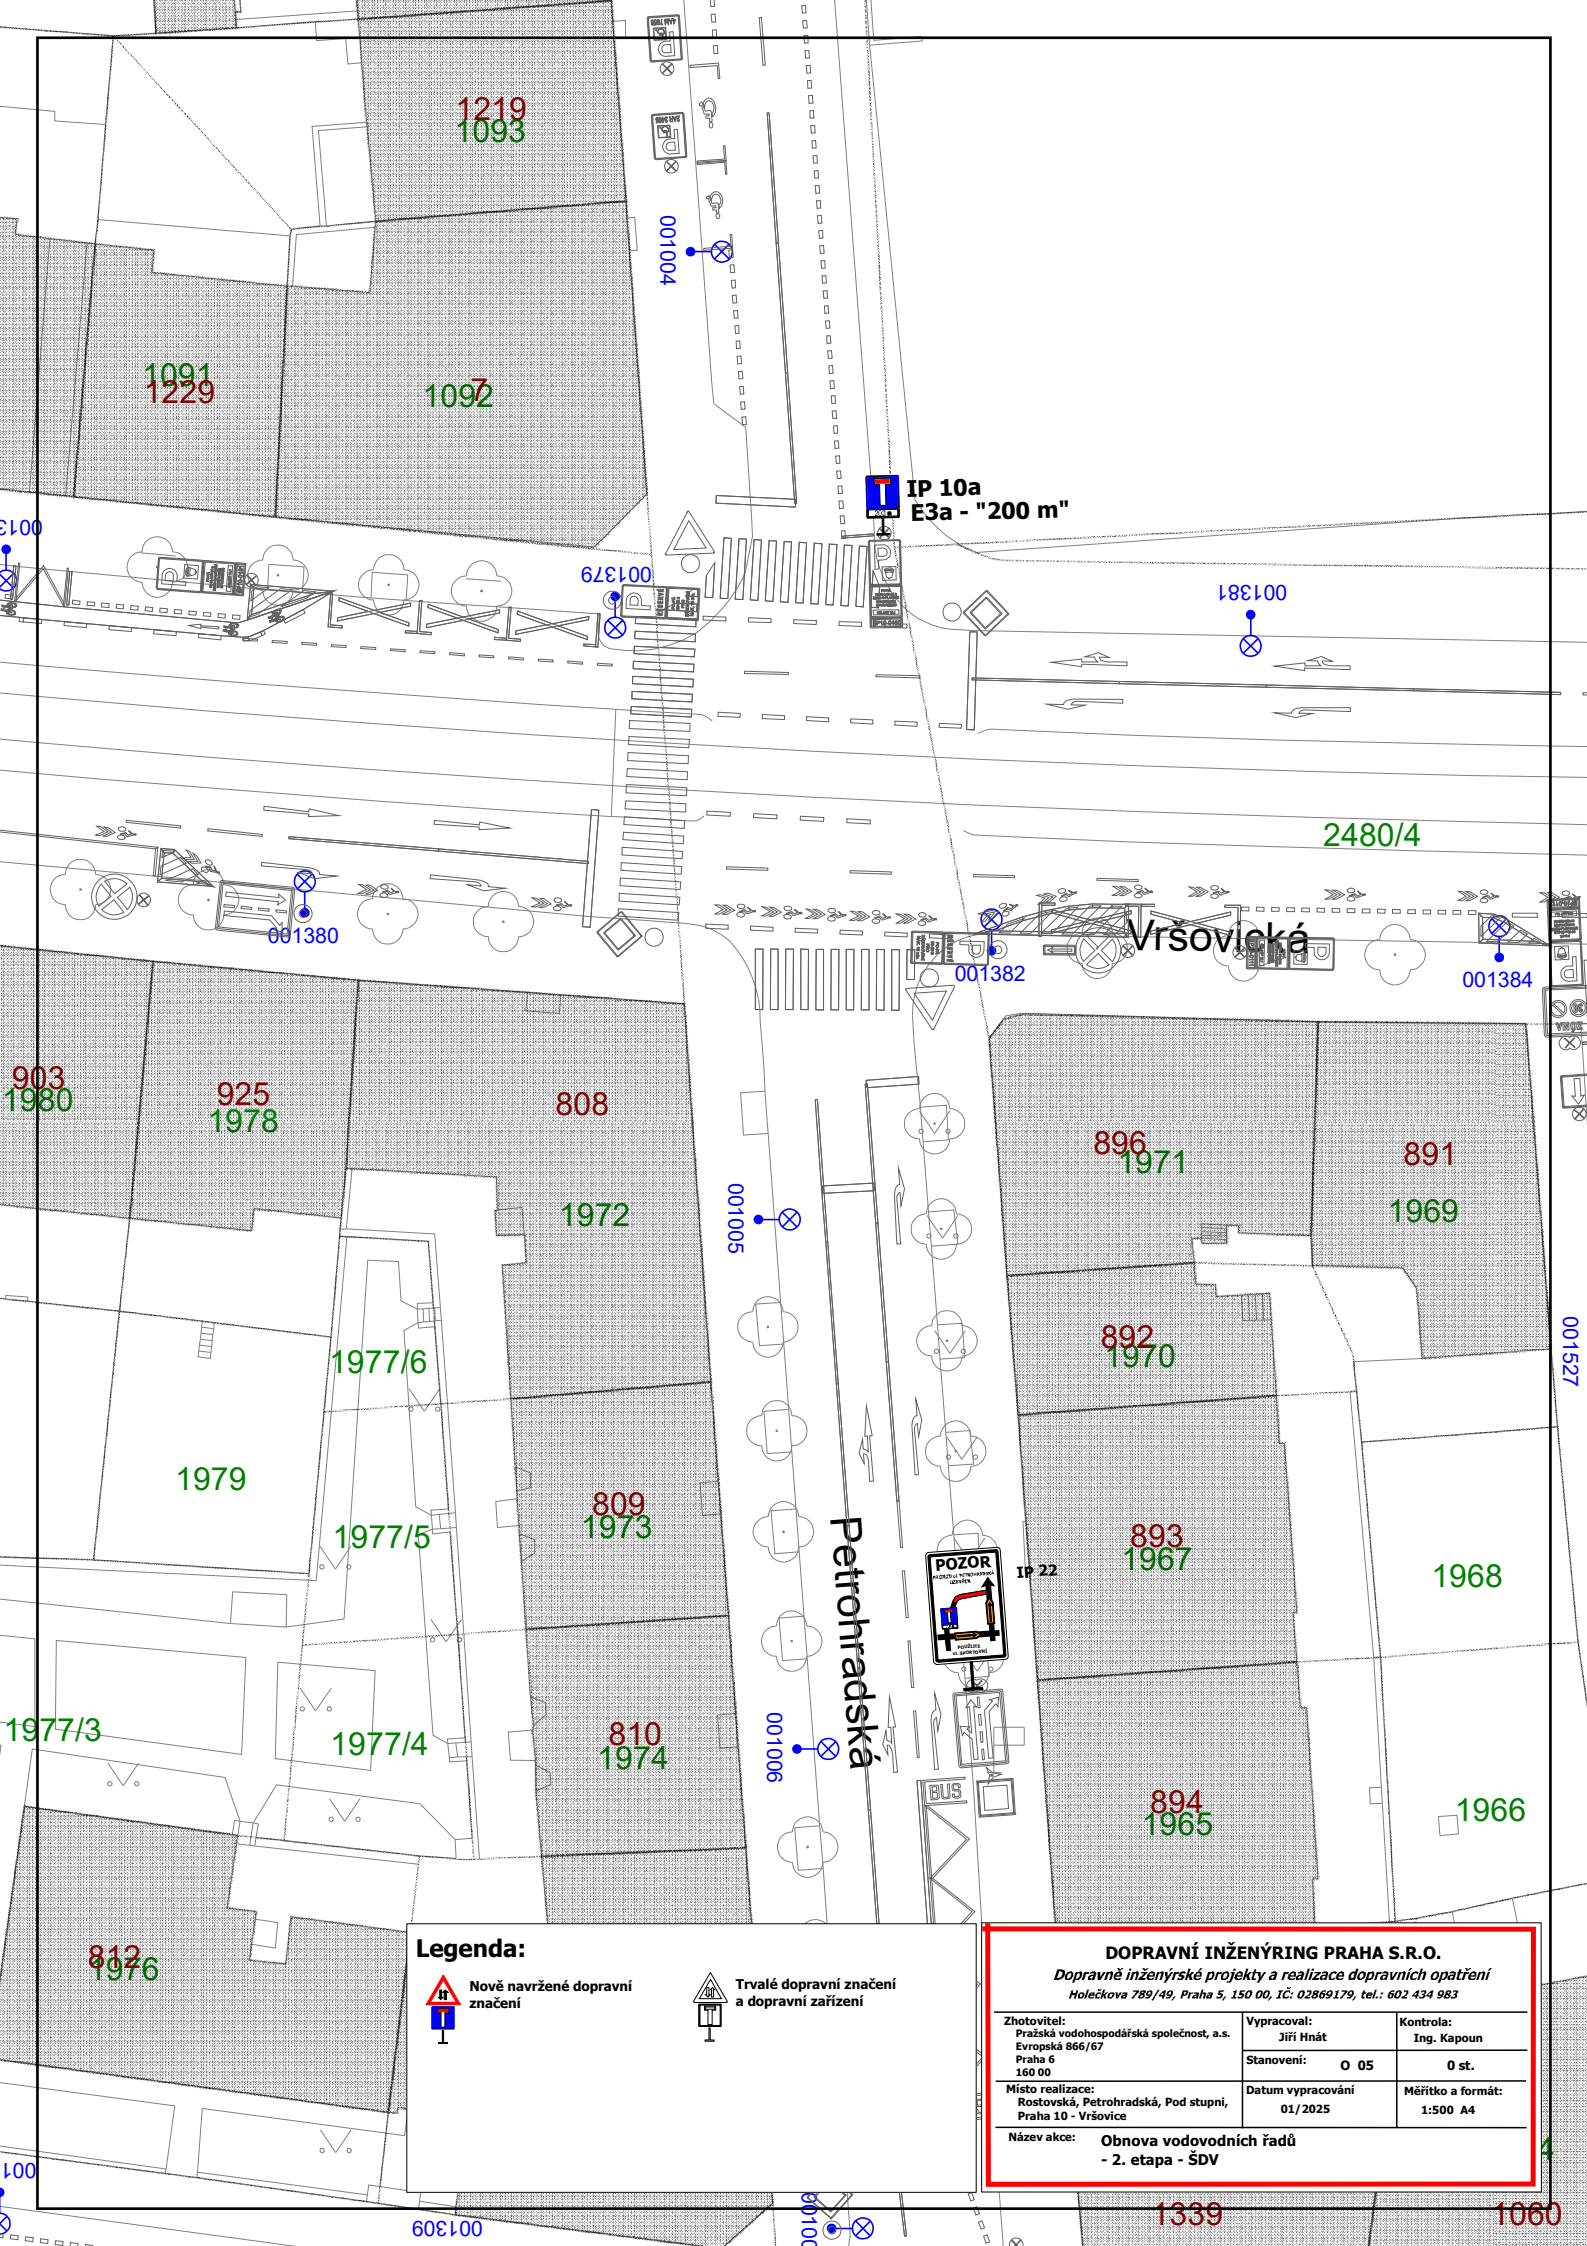 1219
1093
001004
1091
1229
7
1092
IP 10a
E3a - "200 m"
001379
001381
2480/4
Vršovická
001380
001382
001384
ZÓNA
903
1980
925
1978
808
1972
896
1971
891
1969
001005
892
1970
001527
1977/6
1979
1977/5
809
1973
Petrohradská
POZOR
IP 22
893
1967
1968
1977/3
1977/4
810
1974
001006
BUS
894
1965
1966
812
1976
Legenda:
Nově navržené dopravní
značení
Trvalé dopravní značení
a dopravní zařízení
DOPRAVNÍ INŽENÝRING PRAHA S.R.O.
Dopravně inženýrské projekty a realizace dopravních opatření
Holečkova 789/49, Praha 5, 150 00, IČ: 02869179, tel.: 602 434 983
Zhotovitel:
Pražská vodohospodářská společnost, a.s.
Evropská 866/67
Praha 6
160 00
Vypracoval:
Jiří Hnát
Kontrola:
Ing. Kapoun
Stanovení: O 05
0 st.
Místo realizace:
Rostovská, Petrohradská, Pod stupni,
Praha 10 - Vršovice
Datum vypracování
01/2025
Měřítko a formát:
1:500 A4
Název akce: Obnova vodovodních řadů
- 2. etapa - ŠDV
001309
1339
1060